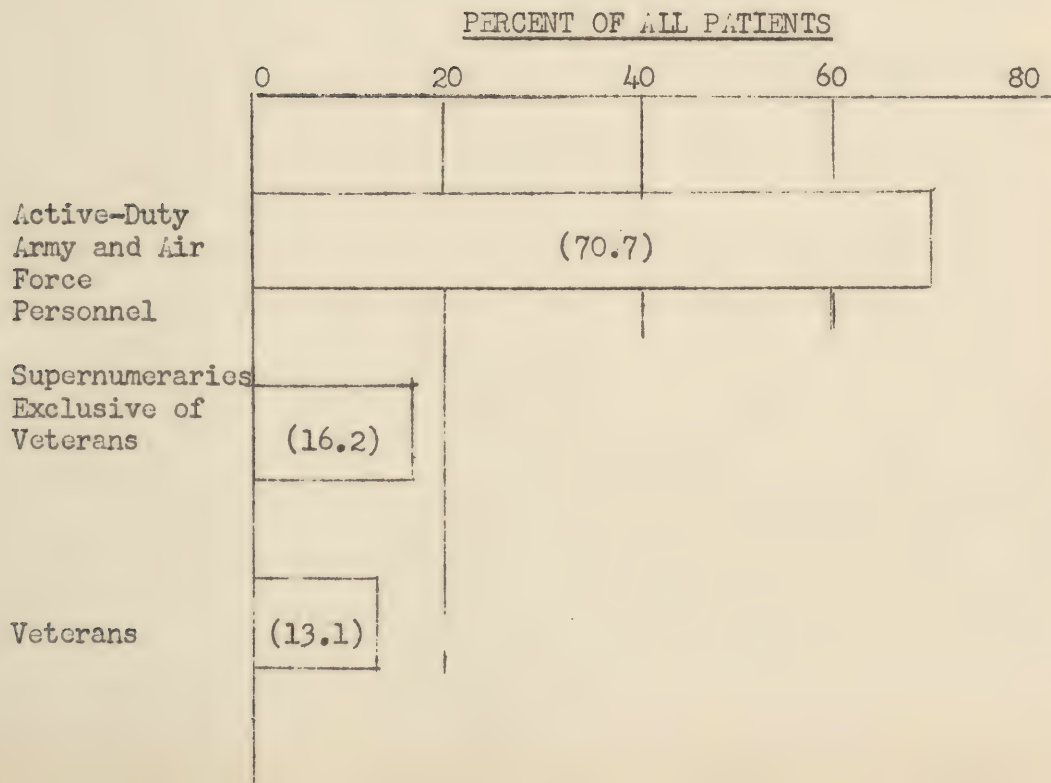 PERCENT OF ALL PATIENTS
0 20 40 60 80
Active-Duty
Army and Air
Force
Personnel
(70.7)
Supernumeraries
Exclusive of
Veterans
(16.2)
Veterans
(13.1)